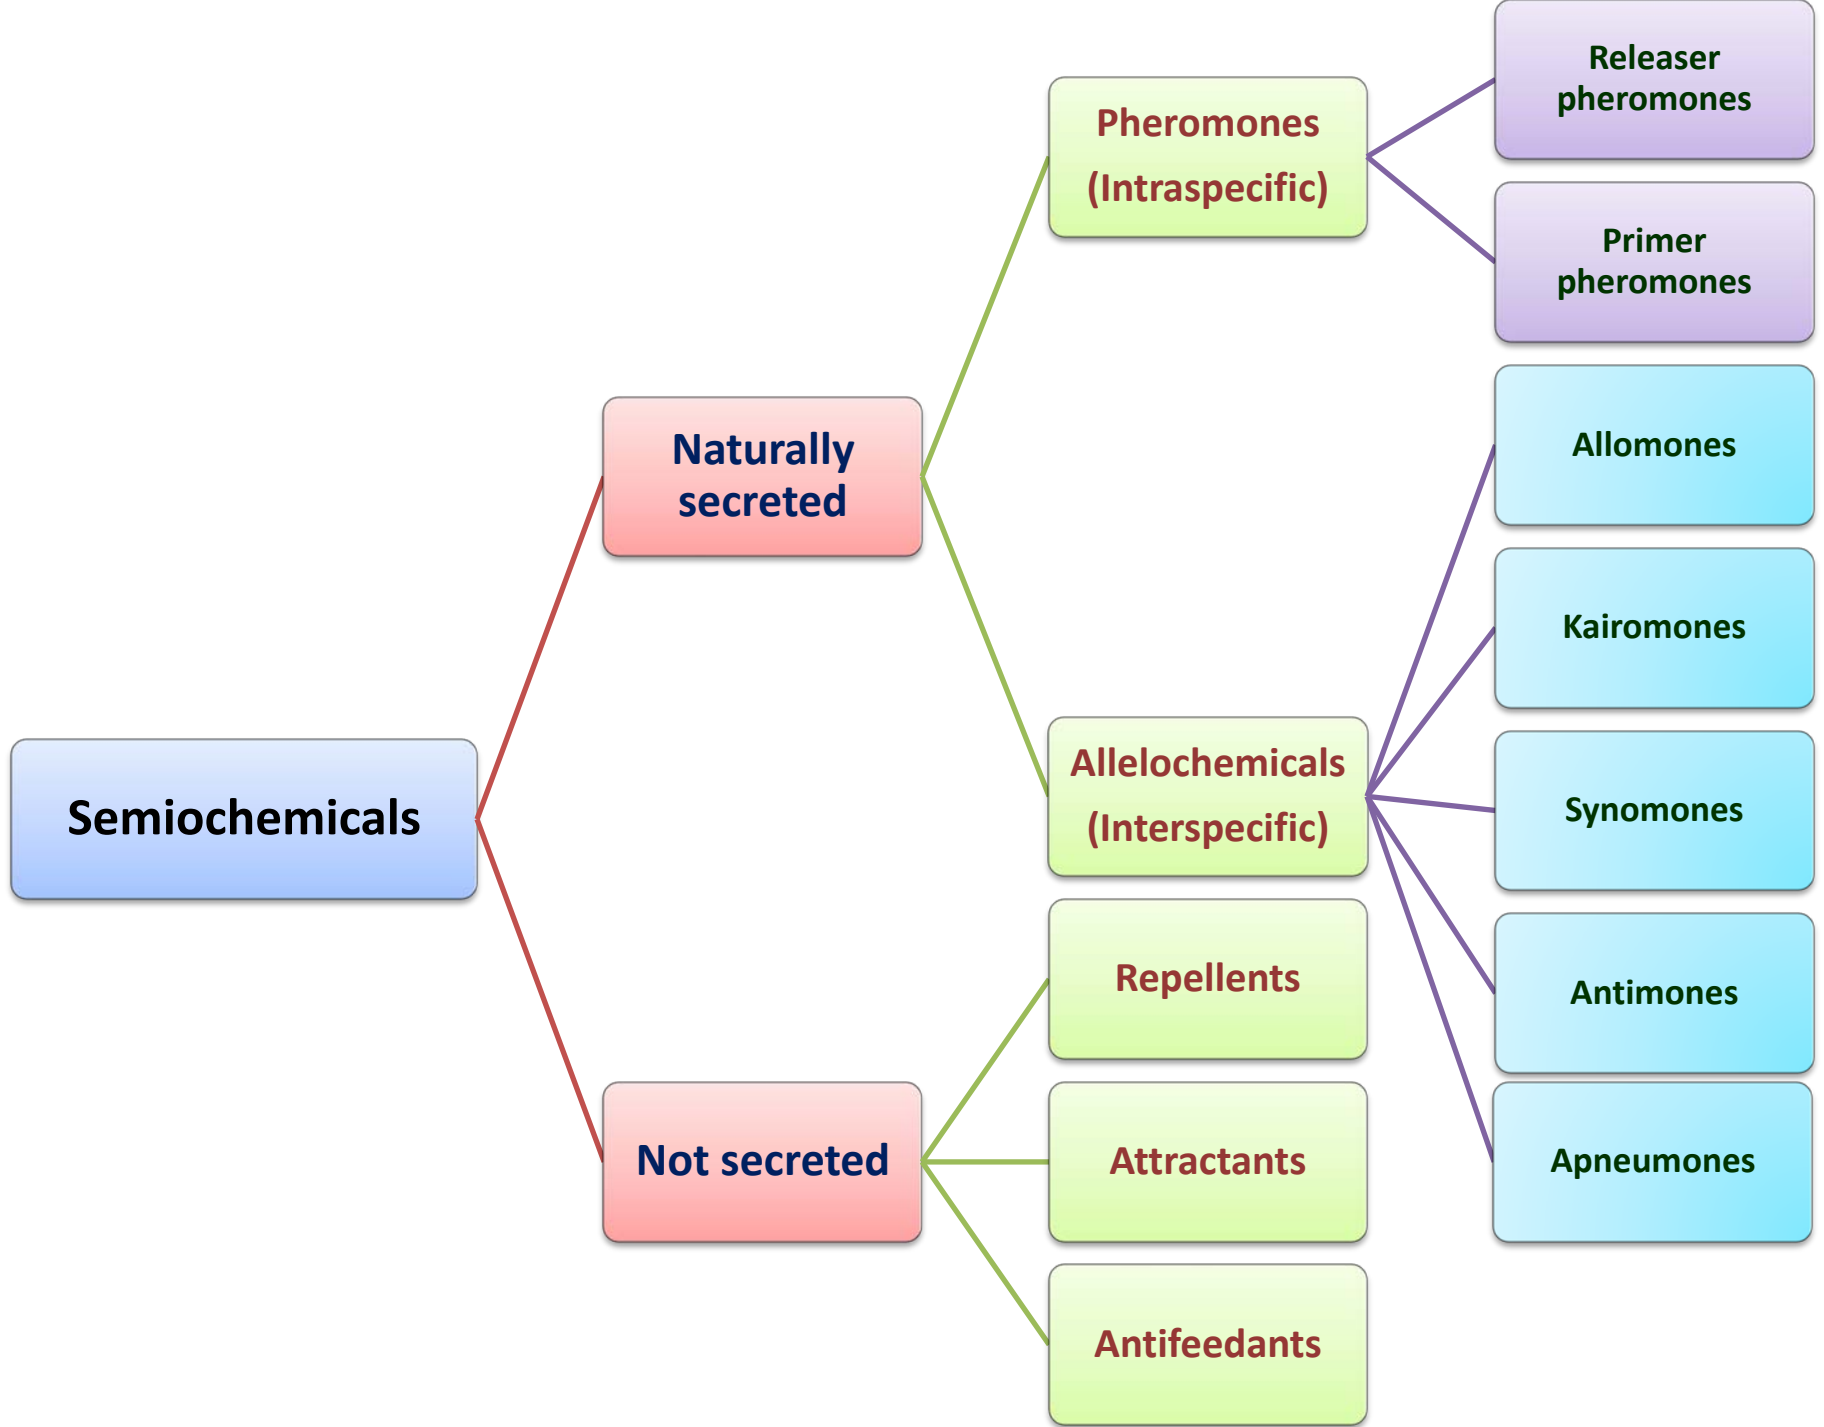 Semiochemicals
Naturally
secreted
Not secreted
Pheromones
(Intraspecific)
Allelochemicals
(Interspecific)
Repellents
Attractants
Antifeedants
Releaser
pheromones
Primer
pheromones
Allomones
Kairomones
Synomones
Antimones
Apneumones